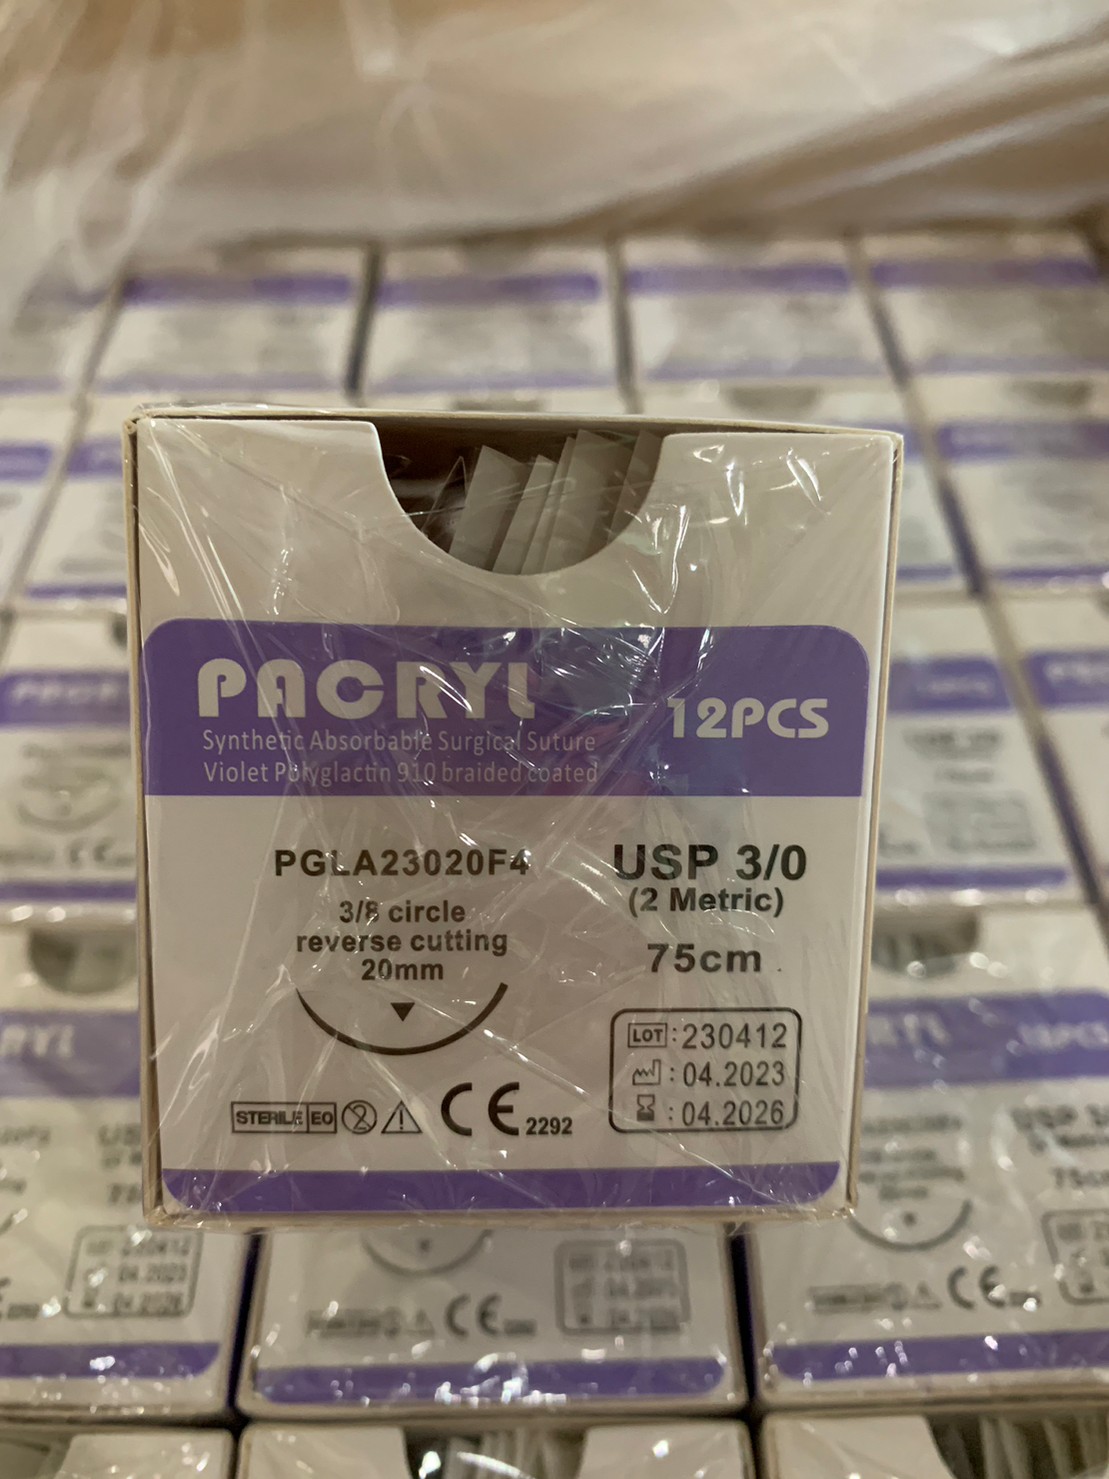 PACRYL
12PCS
Synthetic Absorbable Surgical Suture
Violet Polyglactin 910 braided coated
PGLA23020F4
3/8 circle
reverse cutting
20mm
USP 3/0
(2 Metric)
75cm
LOT : 230412
: 04.2023
: 04.2026
STERILE EO
2
CE 2292